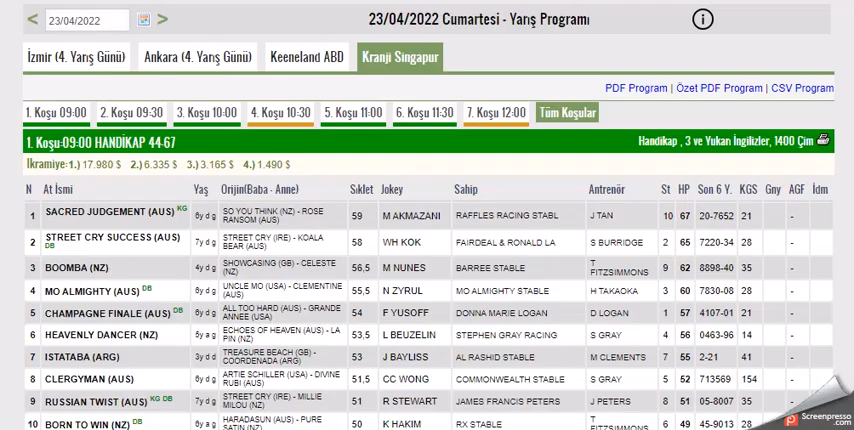 < 23/04/2022 > 23/04/2022 Cumartesi - Yarış Programı i
İzmir (4. Yarış Günü) Ankara (4. Yarış Günü) Keeneland ABD Kranji Singapur
PDF Program | Özet PDF Program | CSV Program
1. Koşu 09:00 2. Koşu 09:30 3. Koşu 10:00 4. Koşu 10:30 5. Koşu 11:00 6. Koşu 11:30 7. Koşu 12:00 Tüm Koşular
1. Koşu:09:00 HANDİKAP 44-67 Handikap , 3 ve Yukarı İngilizler, 1400 Çim
İkramiye: 1.) 17.980 $ 2.) 6.335 $ 3.) 3.165 $ 4.) 1.490 $
N At İsmi Yaş Orijin(Baba - Anne) Sıklet Jokey Sahip Antrenör St HP Son 6 Y. KGS Gny AGF İdm
1 SACRED JUDGEMENT (AUS) KG 6y d g SO YOU THINK (NZ) - ROSE RANSOM (AUS) 59 M AKMAZANI RAFFLES RACING STABL J TAN 10 67 20-7652 21 -
2 STREET CRY SUCCESS (AUS) DB 7y d g STREET CRY (IRE) - KOALA BEAR (AUS) 58 WH KOK FAIRDEAL & RONALD LA S BURRIDGE 2 65 7220-34 28 -
3 BOOMBA (NZ) 4y d g SHOWCASING (GB) - CELESTE (NZ) 56,5 M NUNES BARREE STABLE T FITZSIMMONS 9 62 8898-40 35 -
4 MO ALMIGHTY (AUS) DB 6y d g UNCLE MO (USA) - CLEMENTINE (AUS) 55,5 N ZYRUL MO ALMIGHTY STABLE H TAKAOKA 3 60 7830-08 28 -
5 CHAMPAGNE FINALE (AUS) DB 6y d g ALL TOO HARD (AUS) - GRANDE ANNEE (USA) 54 F YUSOFF DONNA MARIE LOGAN D LOGAN 1 57 4107-01 21 -
6 HEAVENLY DANCER (NZ) 6y a g ECHOES OF HEAVEN (AUS) - LA PIN (NZ) 53,5 L BEUZELIN STEPHEN GRAY RACING S GRAY 4 56 0463-96 14 -
7 ISTATABA (ARG) 3y d d TREASURE BEACH (GB) - COORDENADA (ARG) 53 J BAYLISS AL RASHID STABLE M CLEMENTS 7 55 2-21 41 -
8 CLERGYMAN (AUS) 6y d g ARTIE SCHILLER (USA) - DIVINE RUBI (AUS) 51,5 CC WONG COMMONWEALTH STABLE S GRAY 5 52 713569 154 -
9 RUSSIAN TWIST (AUS) KG DB 7y d g STREET CRY (IRE) - MILLIE MILOU (NZ) 51 R STEWART JAMES FRANCIS PETERS J PETERS 8 51 05-8007 35
10 BORN TO WIN (NZ) DB 6y a g HARADASUN (AUS) - PURE SATIN (NZ) 50 K HAKIM RX STABLE T FITZSIMMONS 6 49 45-9013 28
Screenpresso
.com